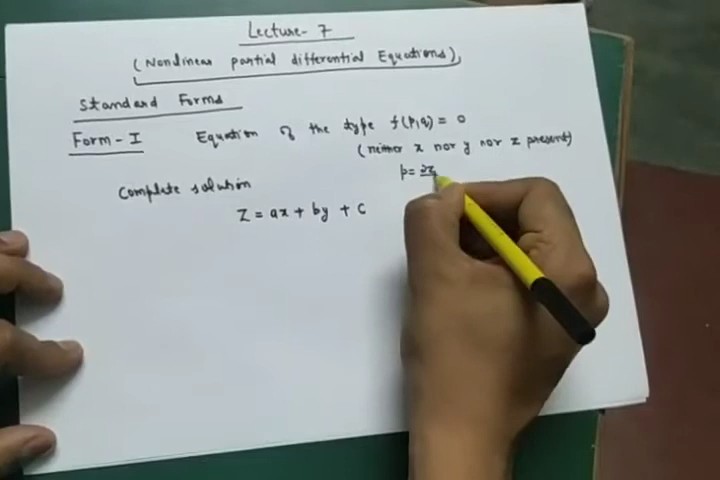 Lecture-7
(Nonlinear partial differential Equations)
Standard Forms
Form-I Equation of the type f(p,q) = 0
(neither x nor y nor z present)
p = ∂z
Complete solution
z = ax + by + c